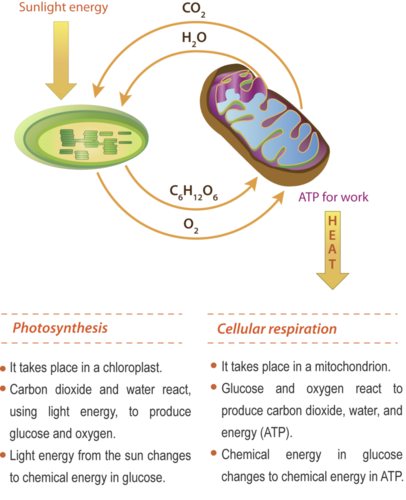 Sunlight energy
CO2
H2O
C6H12O6
O2
ATP for work
HEAT
Photosynthesis
• It takes place in a chloroplast.
• Carbon dioxide and water react,
using light energy, to produce
glucose and oxygen.
• Light energy from the sun changes
to chemical energy in glucose.
Cellular respiration
• It takes place in a mitochondrion.
• Glucose and oxygen react to
produce carbon dioxide, water, and
energy (ATP).
• Chemical energy in glucose
changes to chemical energy in ATP.